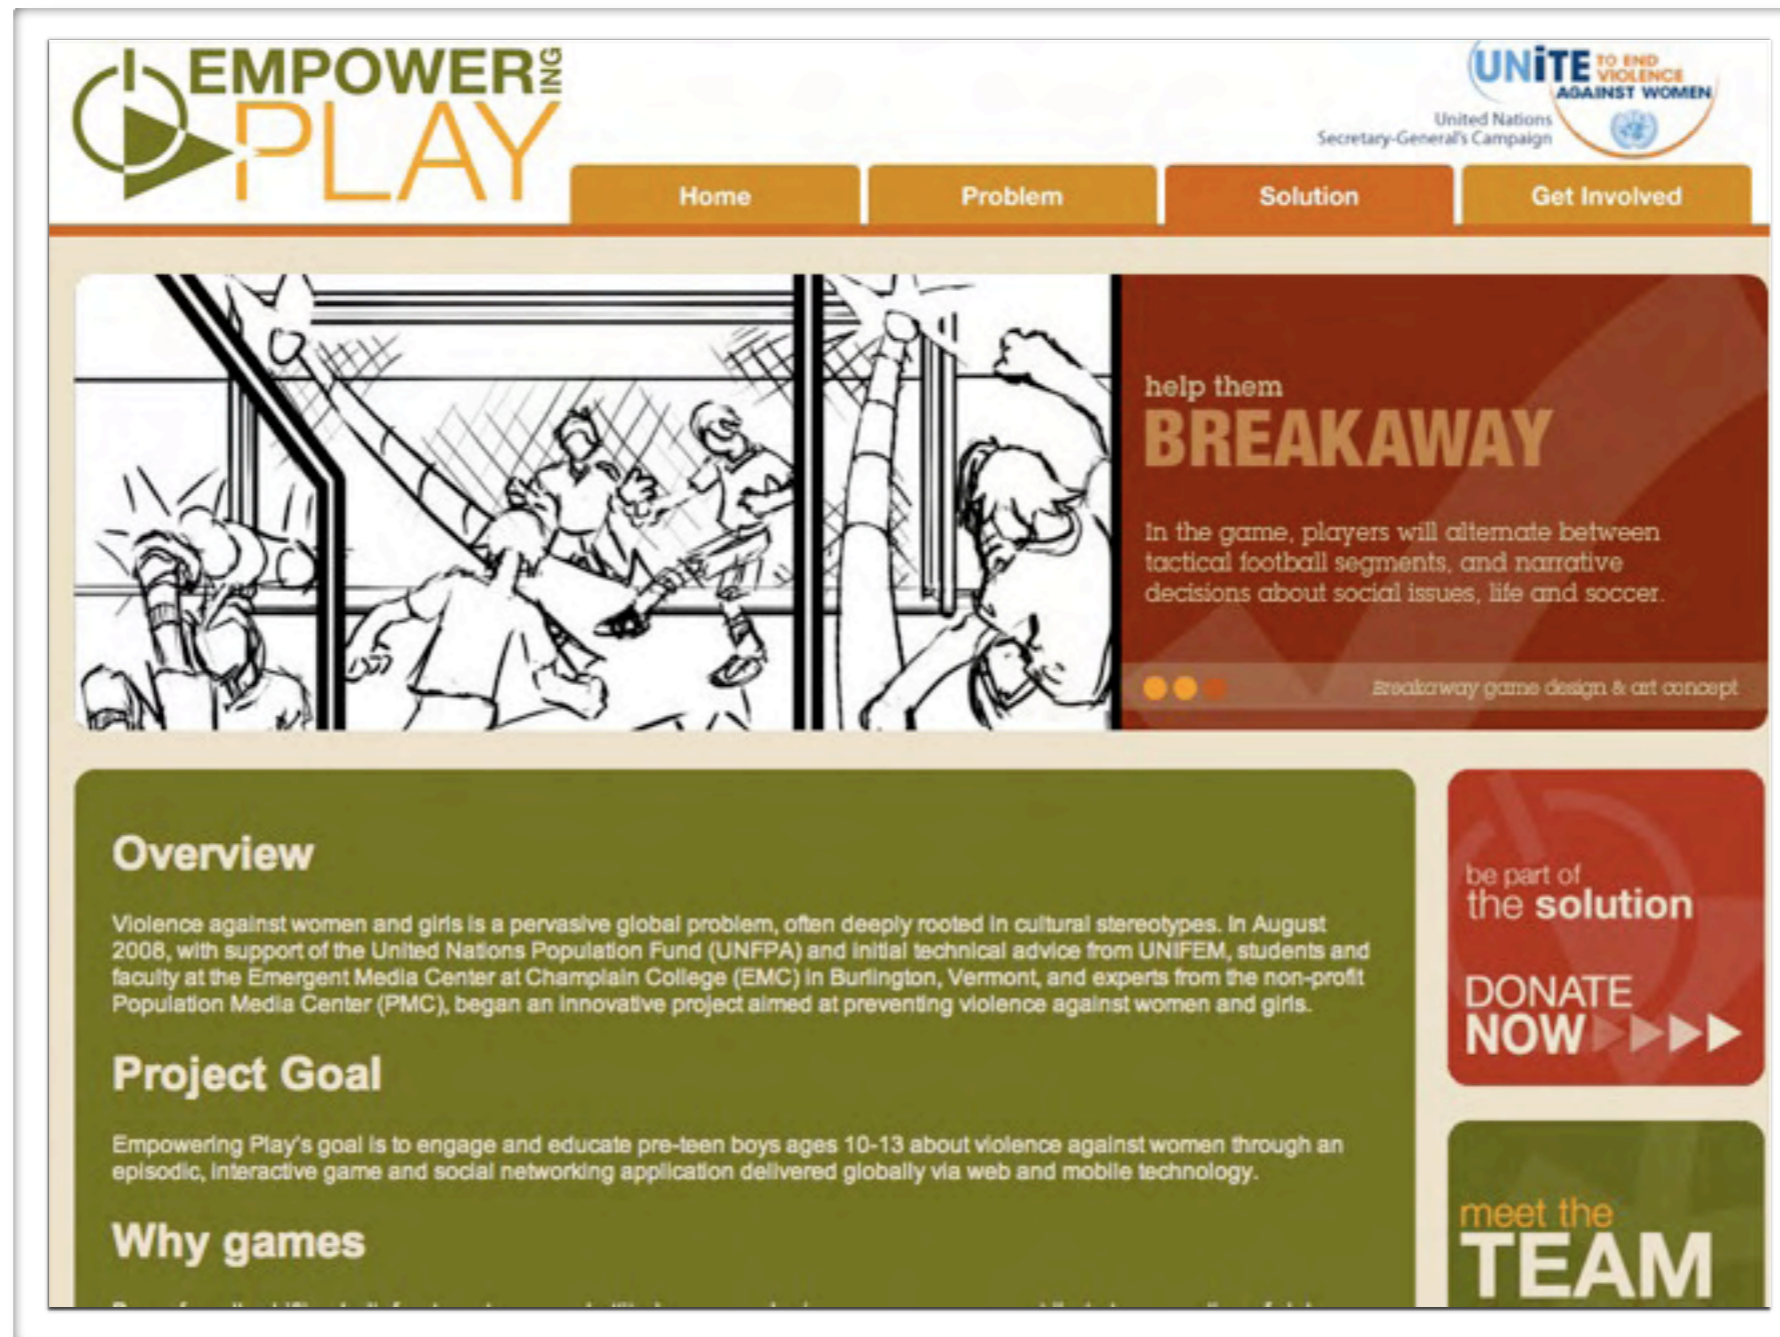 EMPOWERING
PLAY
UNiTE TO END
VIOLENCE
AGAINST WOMEN
United Nations
Secretary-General's Campaign
Home
Problem
Solution
Get Involved
help them
BREAKAWAY
In the game, players will alternate between
tactical football segments, and narrative
decisions about social issues, life and soccer.
Breakaway game design & art concept
Overview
Violence against women and girls is a pervasive global problem, often deeply rooted in cultural stereotypes. In August
2008, with support of the United Nations Population Fund (UNFPA) and initial technical advice from UNIFEM, students and
faculty at the Emergent Media Center at Champlain College (EMC) in Burlington, Vermont, and experts from the non-profit
Population Media Center (PMC), began an innovative project aimed at preventing violence against women and girls.
Project Goal
Empowering Play's goal is to engage and educate pre-teen boys ages 10-13 about violence against women through an
episodic, interactive game and social networking application delivered globally via web and mobile technology.
Why games
be part of
the solution
DONATE
NOW
meet the
TEAM